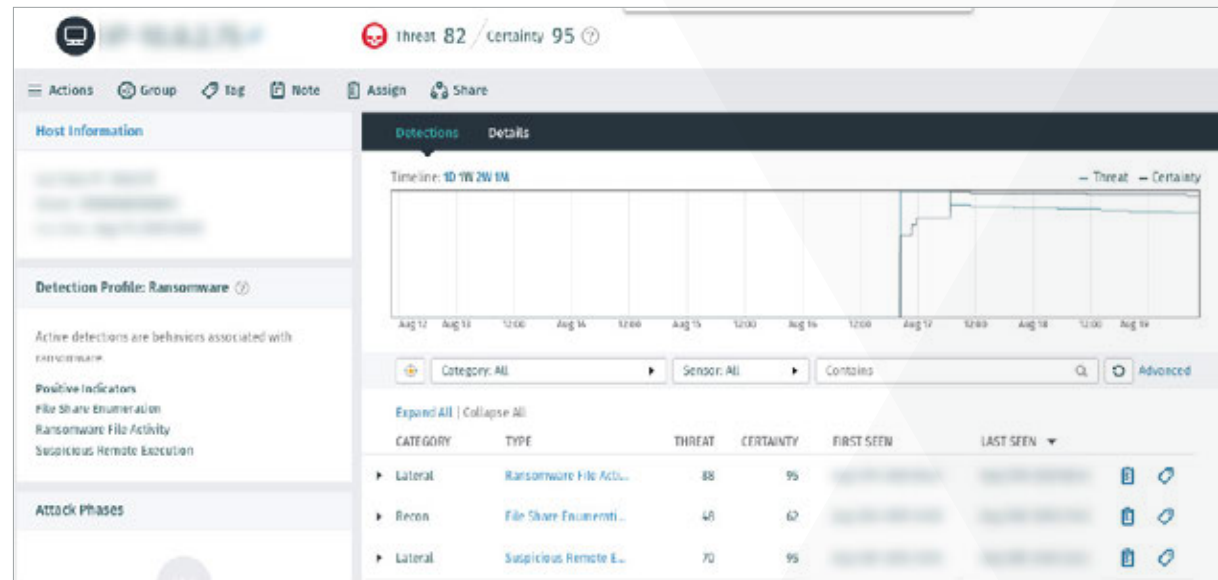 Threat 82 / Certainty 95 ?
Actions Group Tag Note Assign Share
Host Information
Detections Details
Timeline: 1D 1W 2W 1M
Threat Certainty
Aug 12 Aug 13 12:00 Aug 14 12:00 Aug 15 12:00 Aug 16 12:00 Aug 17 12:00 Aug 18 12:00 Aug 19
Detection Profile: Ransomware ?
Active detections are behaviors associated with
ransomware
Positive Indicators
File Share Enumeration
Ransomware File Activity
Suspicious Remote Execution
Attack Phases
Category: All Sensor: All Contains Advanced
Expand All | Collapse All
CATEGORY TYPE THREAT CERTAINTY FIRST SEEN LAST SEEN
Lateral Ransomware File Acti... 88 95
Recon File Share Enumerati... 48 62
Lateral Suspicious Remote E... 70 95